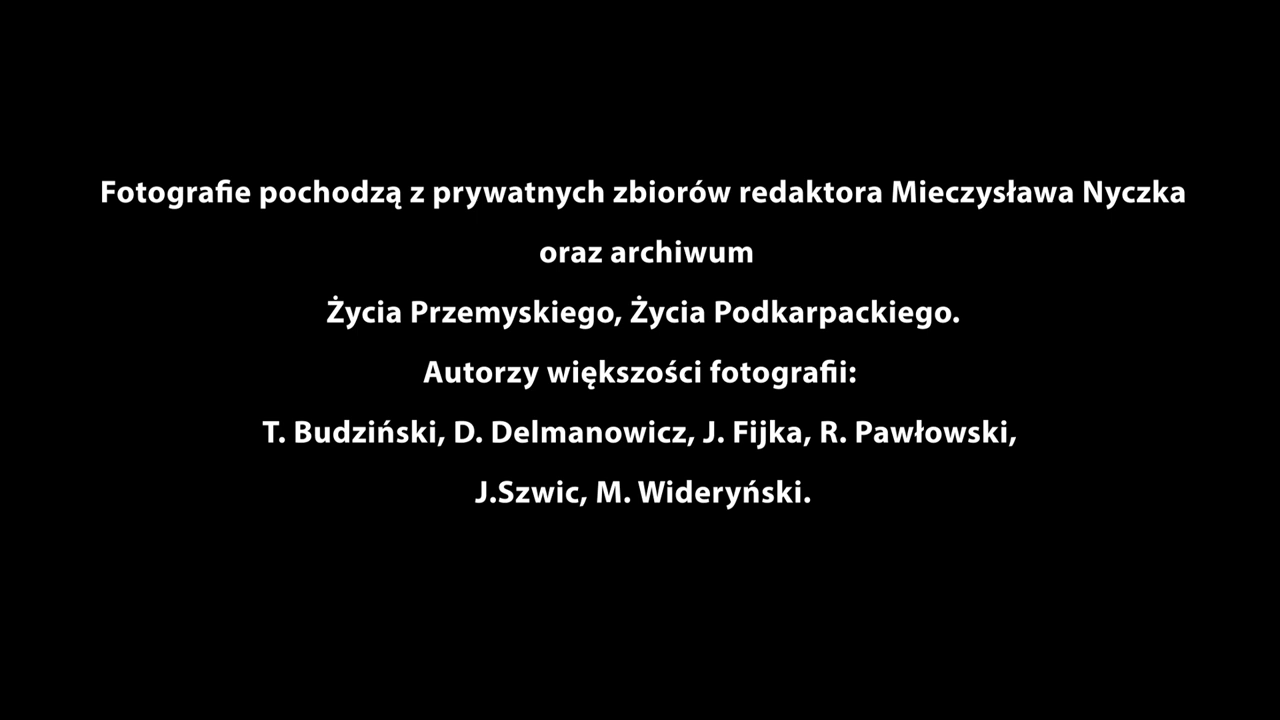 Fotografie pochodzą z prywatnych zbiorów redaktora Mieczysława Nyczka
oraz archiwum
Życia Przemyskiego, Życia Podkarpackiego.
Autorzy większości fotografii:
T. Budziński, D. Delmanowicz, J. Fijka, R. Pawłowski,
J.Szwic, M. Wideryński.